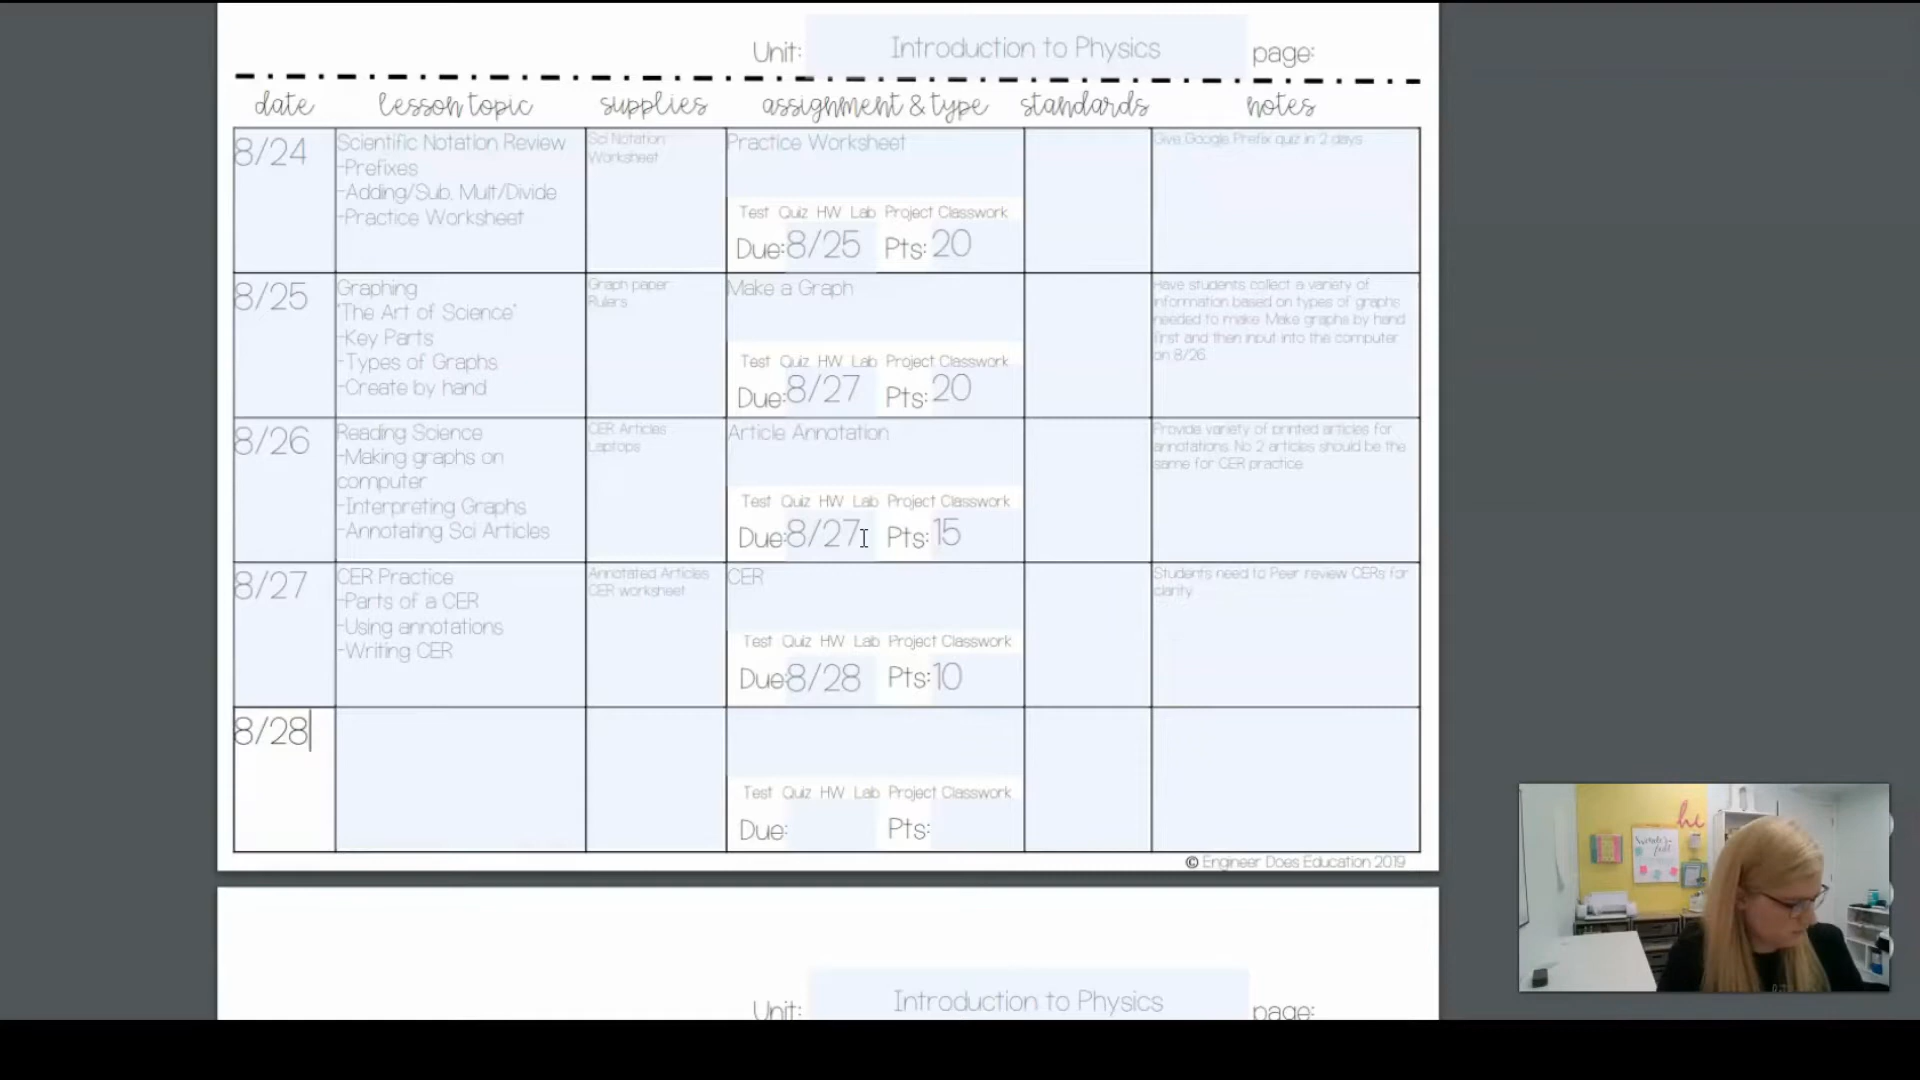 Unit: Introduction to Physics page:
date lesson topic supplies assignment & type standards notes
8/24
Scientific Notation Review
-Prefixes
-Adding/Sub. Mult/Divide
-Practice Worksheet
Sci Notation
Worksheet
Practice Worksheet
Test Quiz HW Lab Project Classwork
Due: 8/25 Pts: 20
Give Google Prefix quiz in 2 days
8/25
Graphing
"The Art of Science"
-Key Parts
-Types of Graphs
-Create by hand
Graph paper
Rulers
Make a Graph
Test Quiz HW Lab Project Classwork
Due: 8/27 Pts: 20
Have students collect a variety of
information based on types of graphs
needed to make. Make graphs by hand
first and then input into the computer
on 8/26.
8/26
Reading Science
-Making graphs on
computer
-Interpreting Graphs
-Annotating Sci Articles
CER Articles
Laptops
Article Annotation
Test Quiz HW Lab Project Classwork
Due: 8/27 Pts: 15
Provide variety of printed articles for
annotations. No 2 articles should be the
same for CER practice.
8/27
CER Practice
-Parts of a CER
-Using annotations
-Writing CER
Annotated Articles
CER worksheet
CER
Test Quiz HW Lab Project Classwork
Due: 8/28 Pts: 10
Students need to Peer review CERs for
clarity.
8/28
Test Quiz HW Lab Project Classwork
Due: Pts:
© Engineer Does Education 2019
Unit: Introduction to Physics page:
hi